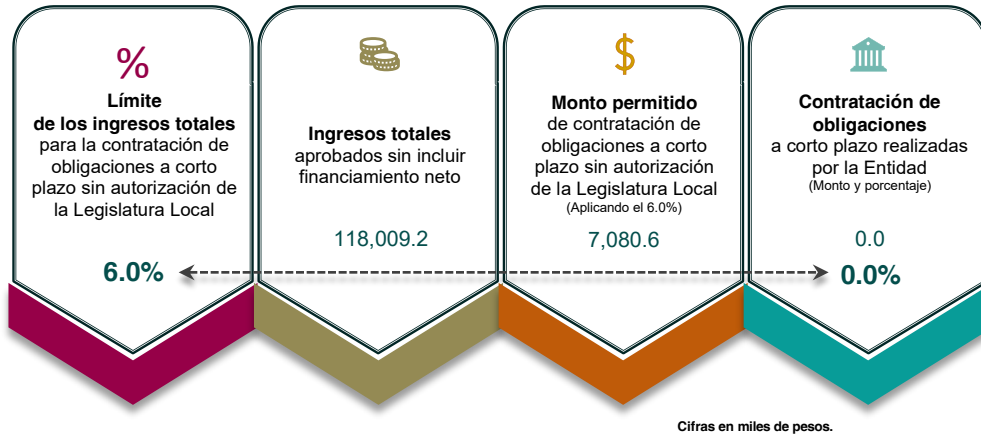 %
Límite
de los ingresos totales
para la contratación de
obligaciones a corto
plazo sin autorización de
la Legislatura Local
6.0%
Ingresos totales
aprobados sin incluir
financiamiento neto
118,009.2
$
Monto permitido
de contratación de
obligaciones a corto
plazo sin autorización
de la Legislatura Local
(Aplicando el 6.0%)
7,080.6
Contratación de
obligaciones
a corto plazo realizadas
por la Entidad
(Monto y porcentaje)
0.0
0.0%
Cifras en miles de pesos.